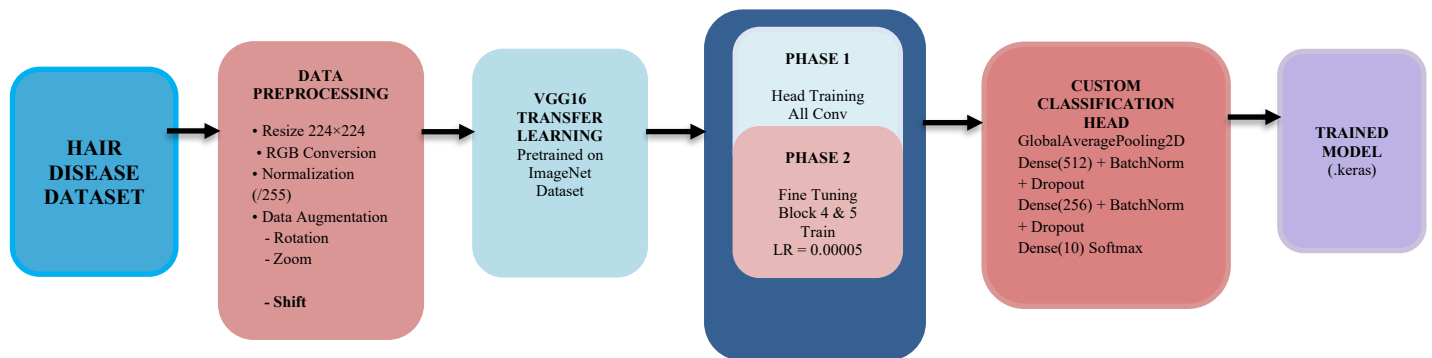 HAIR
DISEASE
DATASET
DATA
PREPROCESSING
• Resize 224×224
• RGB Conversion
• Normalization
(/255)
• Data Augmentation
- Rotation
- Zoom
- Shift
VGG16
TRANSFER
LEARNING
Pretrained on
ImageNet
Dataset
PHASE 1
Head Training
All Conv
PHASE 2
Fine Tuning
Block 4 & 5
Train
LR = 0.00005
CUSTOM
CLASSIFICATION
HEAD
GlobalAveragePooling2D
Dense(512) + BatchNorm
+ Dropout
Dense(256) + BatchNorm
+ Dropout
Dense(10) Softmax
TRAINED
MODEL
(.keras)